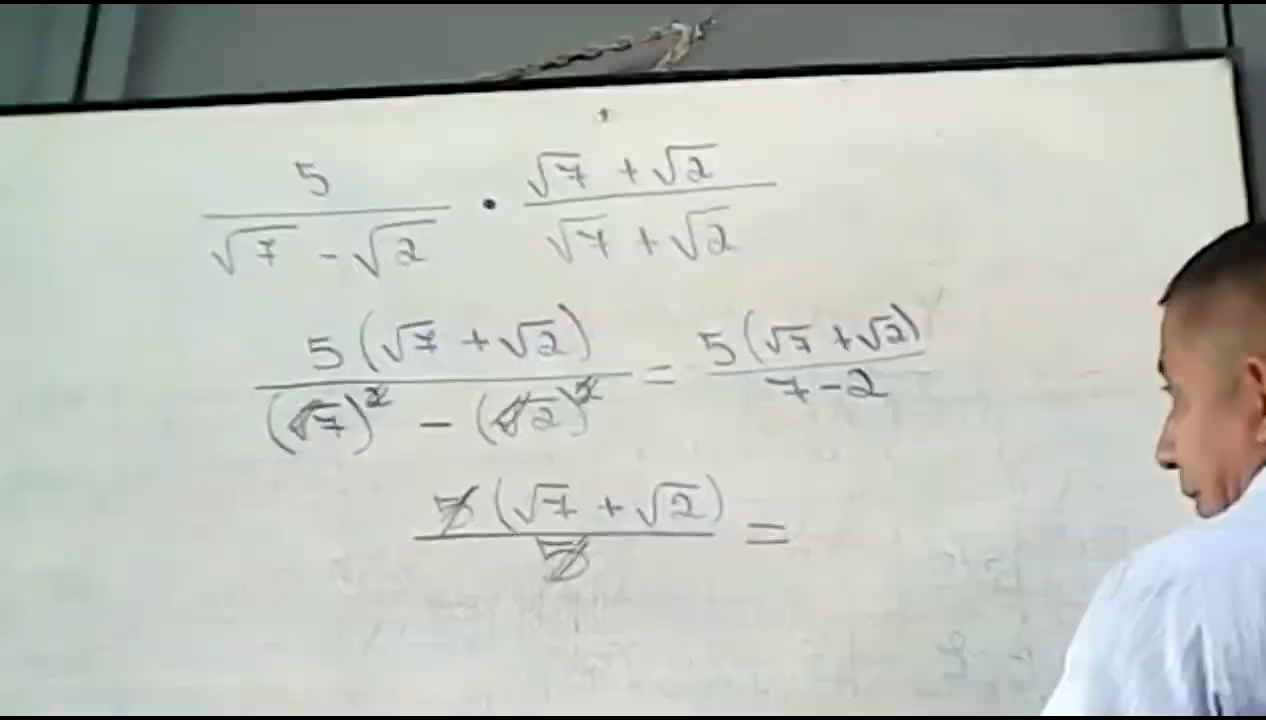 5/(√7 - √2) • (√7 + √2)/(√7 + √2)
5(√7 + √2)/((√7)² - (√2)²) = 5(√7 + √2)/(7 - 2)
5(√7 + √2)/5 =